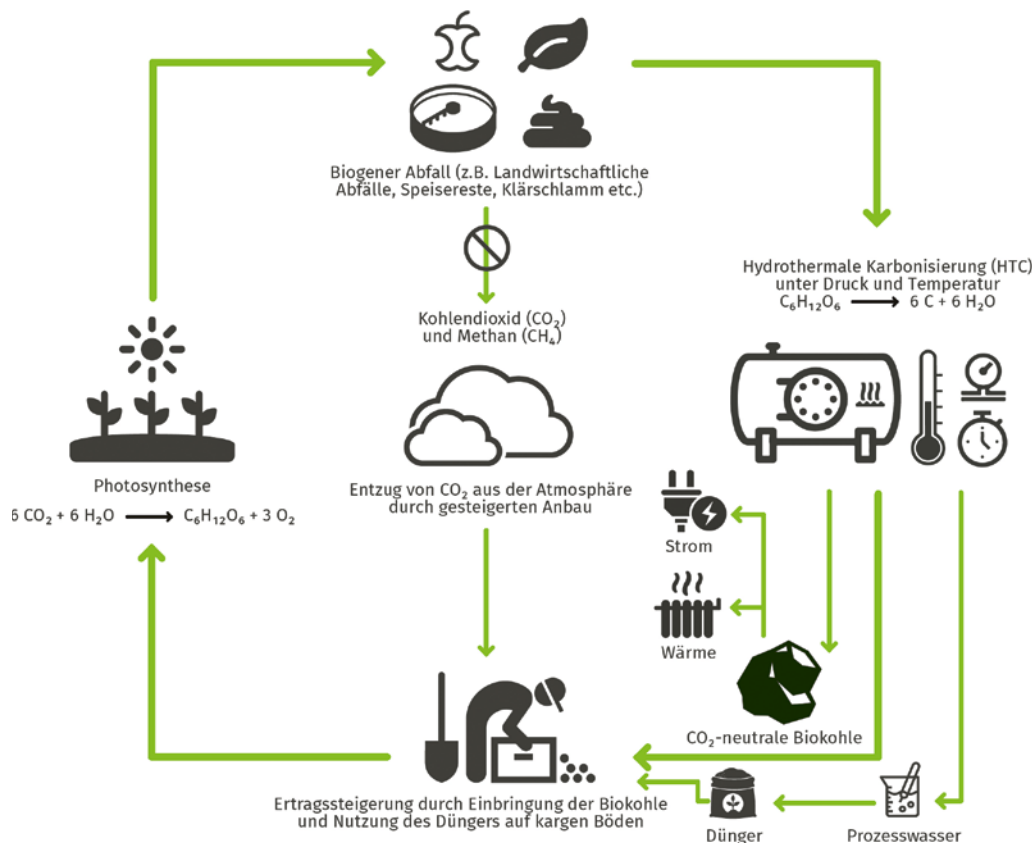 Biogener Abfall (z.B. Landwirtschaftliche
Abfälle, Speisereste, Klärschlamm etc.)
Hydrothermale Karbonisierung (HTC)
unter Druck und Temperatur
C₆H₁₂O₆ ⟶ 6 C + 6 H₂O
Kohlendioxid (CO₂)
und Methan (CH₄)
Photosynthese
6 CO₂ + 6 H₂O ⟶ C₆H₁₂O₆ + 3 O₂
Entzug von CO₂ aus der Atmosphäre
durch gesteigerten Anbau
Strom
Wärme
CO₂-neutrale Biokohle
Ertragssteigerung durch Einbringung der Biokohle
und Nutzung des Düngers auf kargen Böden
Dünger
Prozesswasser